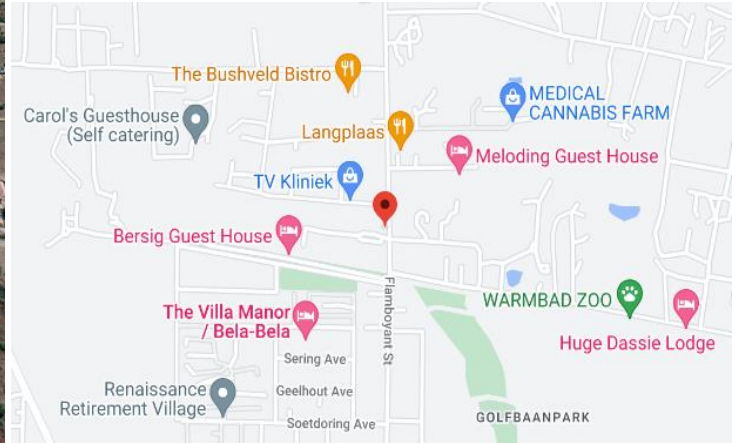 The Bushveld Bistro
MEDICAL
CANNABIS FARM
Carol's Guesthouse
(Self catering)
Langplaas
Meloding Guest House
TV Kliniek
Bersig Guest House
Flamboyant St
WARMBAD ZOO
The Villa Manor
/ Bela-Bela
Huge Dassie Lodge
Sering Ave
Renaissance
Retirement Village
Geelhout Ave
Soetdoring Ave
GOLFBAANPARK